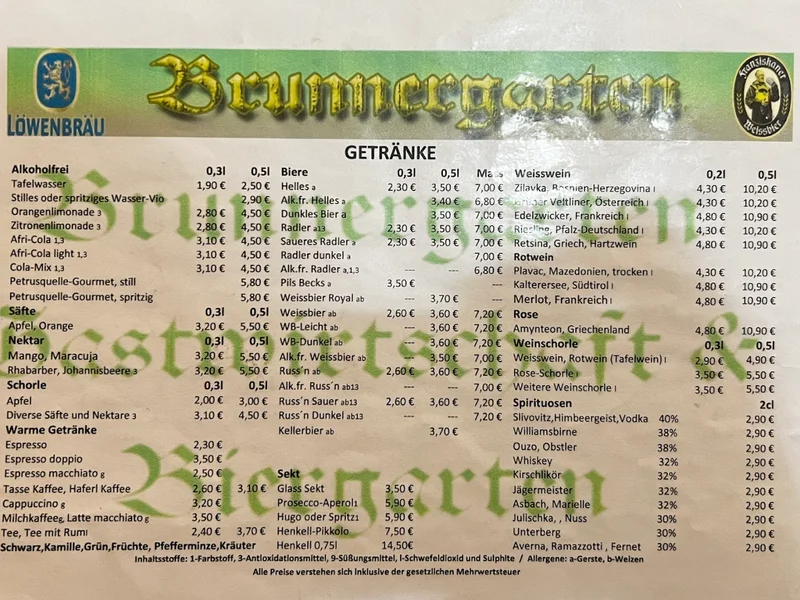 LÖWENBRÄU
Brunnergarten
Franziskaner
Weissbier
GETRÄNKE
Alkoholfrei 0,3l 0,5l
Tafelwasser 1,90 € 2,50 €
Stilles oder spritziges Wasser-Vio 2,90 €
Orangenlimonade 3 2,80 € 4,50 €
Zitronenlimonade 3 2,80 € 4,50 €
Afri-Cola 1,3 3,10 € 4,50 €
Afri-Cola light 1,3 3,10 € 4,50 €
Cola-Mix 1,3 3,10 € 4,50 €
Petrusquelle-Gourmet, still 5,80 €
Petrusquelle-Gourmet, spritzig 5,80 €
Säfte 0,3l 0,5l
Apfel, Orange 3,20 € 5,50 €
Nektar 0,3l 0,5l
Mango, Maracuja 3,20 € 5,50 €
Rhabarber, Johannisbeere 3 3,20 € 5,50 €
Schorle 0,3l 0,5l
Apfel 2,00 € 3,00 €
Diverse Säfte und Nektare 3 3,10 € 4,50 €
Warme Getränke
Espresso 2,30 €
Espresso doppio 3,50 €
Espresso macchiato g 2,50 €
Tasse Kaffee, Haferl Kaffee 2,60 € 3,10 €
Cappuccino g 3,20 €
Milchkaffeeg, Latte macchiato g 3,50 €
Tee, Tee mit Rum1 2,40 € 3,70 €
Schwarz,Kamille,Grün,Früchte, Pfefferminze,Kräuter
Biere 0,3l 0,5l Mass
Helles a 2,30 € 3,50 € 7,00 €
Alk.fr. Helles a 3,40 € 6,80 €
Dunkles Bier a 3,50 € 7,00 €
Radler a13 2,30 € 3,50 € 7,00 €
Saueres Radler a 2,30 € 3,50 € 7,00 €
Radler dunkel a 7,00 €
Alk.fr. Radler a,1,3 --- --- 6,80 €
Pils Becks a 3,50 € ---
Weissbier Royal ab --- 3,70 € ---
Weissbier ab 2,60 € 3,60 € 7,20 €
WB-Leicht ab --- 3,60 € 7,20 €
WB-Dunkel ab --- 3,60 € 7,20 €
Alk.fr. Weissbier ab --- 3,50 € 7,00 €
Russ´n ab 2,60 € 3,60 € 7,20 €
Alk.fr. Russ´n ab13 --- --- 7,00 €
Russ´n Sauer ab13 2,60 € 3,60 € 7,20 €
Russ´n Dunkel ab13 --- --- 7,20 €
Kellerbier ab 3,70 €
Sekt
Glass Sekt 3,50 €
Prosecco-Aperol1 5,90 €
Hugo oder Spritz1 5,90 €
Henkell-Pikkolo 7,50 €
Henkell 0,75l 14,50€
Weisswein 0,2l 0,5l
Zilavka, Bosnien-Herzegovina l 4,30 € 10,20 €
Grüner Veltliner, Österreich l 4,30 € 10,20 €
Edelzwicker, Frankreich l 4,80 € 10,90 €
Riesling, Pfalz-Deutschland l 4,30 € 10,20 €
Retsina, Griech, Hartzwein 4,80 € 10,90 €
Rotwein
Plavac, Mazedonien, trocken l 4,30 € 10,20 €
Kalterersee, Südtirol l 4,80 € 10,90 €
Merlot, Frankreich l 4,80 € 10,90 €
Rose
Amynteon, Griechenland 4,80 € 10,90 €
Weinschorle 0,3l 0,5l
Weisswein, Rotwein (Tafelwein) l 2,90 € 4,90 €
Rose-Schorle l 3,50 € 5,50 €
Weitere Weinschorle l 3,50 € 5,50 €
Spirituosen 2cl
Slivovitz,Himbeergeist,Vodka 40% 2,90 €
Williamsbirne 38% 2,90 €
Ouzo, Obstler 38% 2,90 €
Whiskey 32% 2,90 €
Kirschlikör 32% 2,90 €
Jägermeister 32% 2,90 €
Asbach, Marielle 32% 2,90 €
Julischka, , Nuss 30% 2,90 €
Unterberg 30% 2,90 €
Averna, Ramazzotti , Fernet 30% 2,90 €
Inhaltsstoffe: 1-Farbstoff, 3-Antioxidationsmittel, 9-Süßungsmittel, l-Schwefeldioxid und Sulphite / Allergene: a-Gerste, b-Weizen
Alle Preise verstehen sich inklusive der gesetzlichen Mehrwertsteuer
Brunnergarten
Gastwirtschaft &
Biergarten